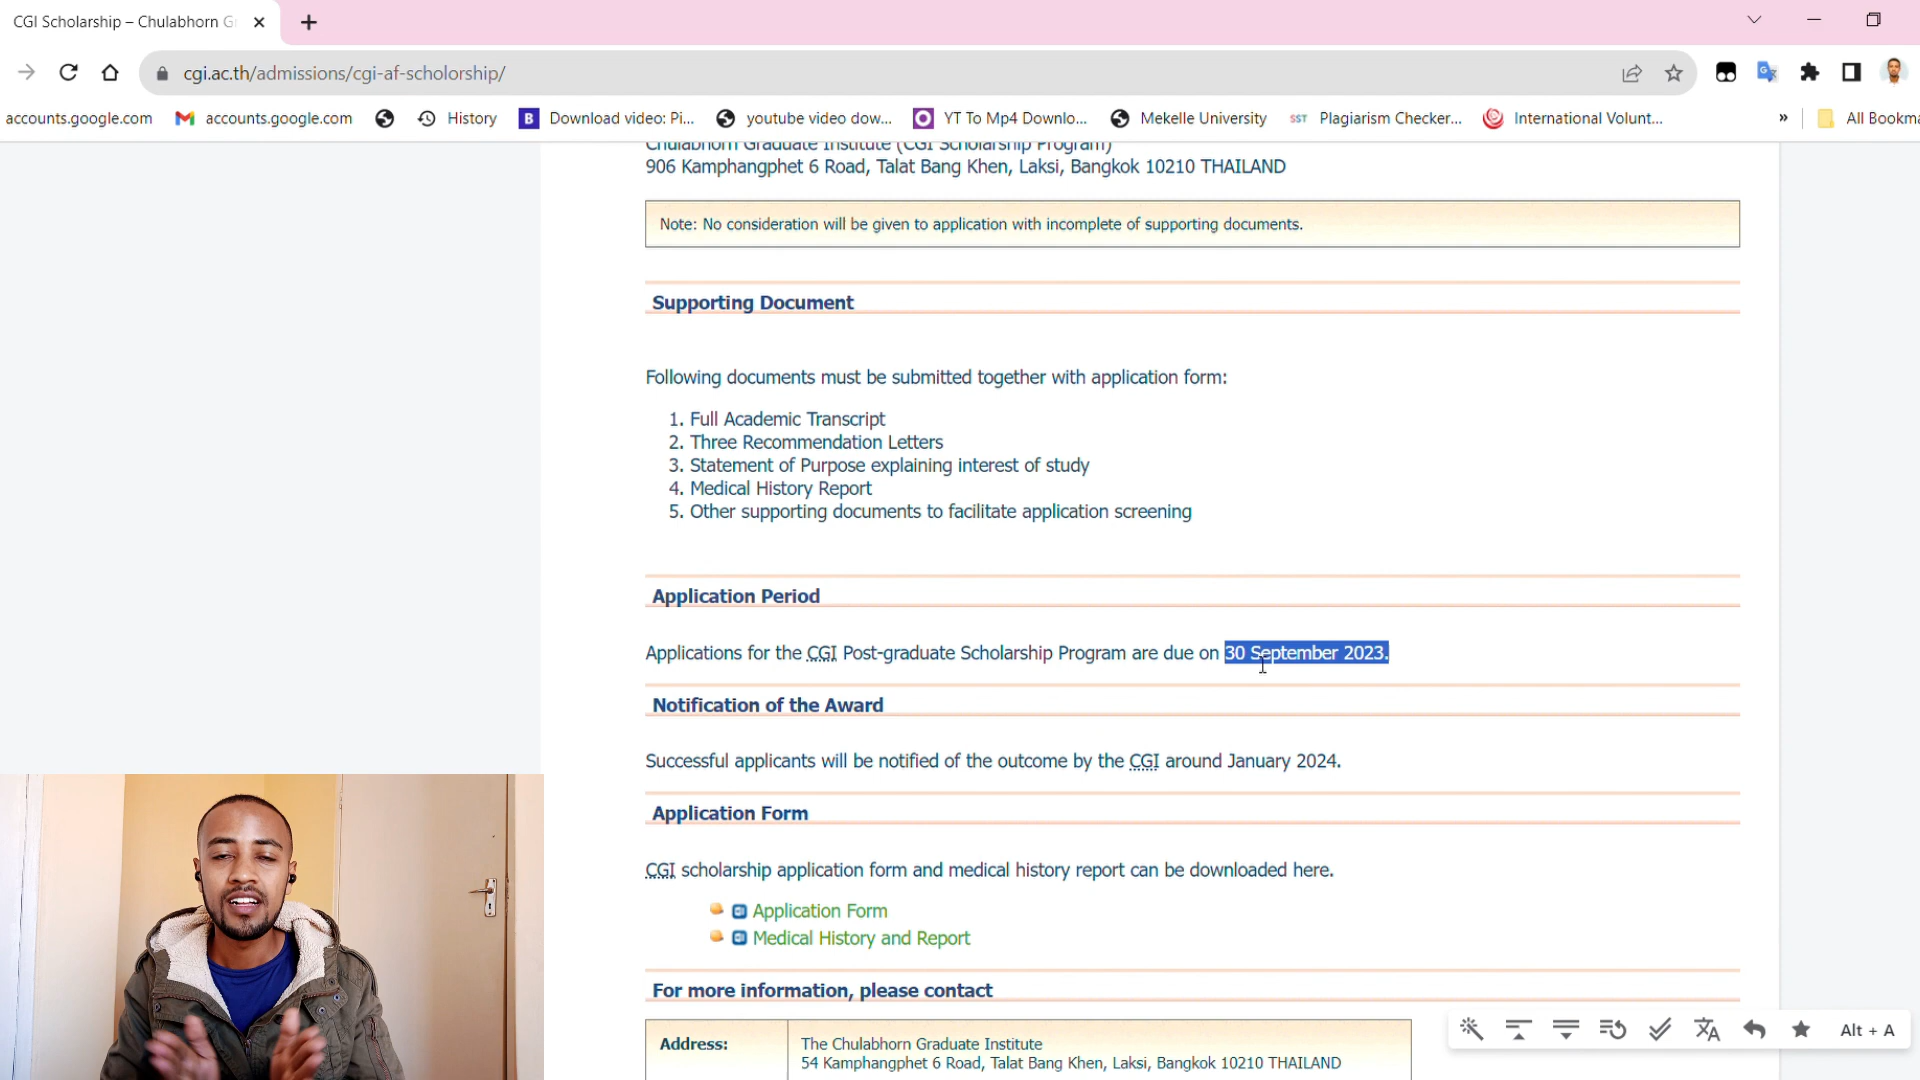 CGI Scholarship – Chulabhorn G
cgi.ac.th/admissions/cgi-af-scholorship/
accounts.google.com
accounts.google.com
History
Download video: Pi...
youtube video dow...
YT To Mp4 Downlo...
Mekelle University
SST Plagiarism Checker...
International Volunt...
»
All Bookma
Chulabhorn Graduate Institute (CGI Scholarship Program)
906 Kamphangphet 6 Road, Talat Bang Khen, Laksi, Bangkok 10210 THAILAND
Note: No consideration will be given to application with incomplete of supporting documents.
Supporting Document
Following documents must be submitted together with application form:
1. Full Academic Transcript
2. Three Recommendation Letters
3. Statement of Purpose explaining interest of study
4. Medical History Report
5. Other supporting documents to facilitate application screening
Application Period
Applications for the CGI Post-graduate Scholarship Program are due on 30 September 2023.
Notification of the Award
Successful applicants will be notified of the outcome by the CGI around January 2024.
Application Form
CGI scholarship application form and medical history report can be downloaded here.
Application Form
Medical History and Report
For more information, please contact
Address:
The Chulabhorn Graduate Institute
54 Kamphangphet 6 Road, Talat Bang Khen, Laksi, Bangkok 10210 THAILAND
Alt + A